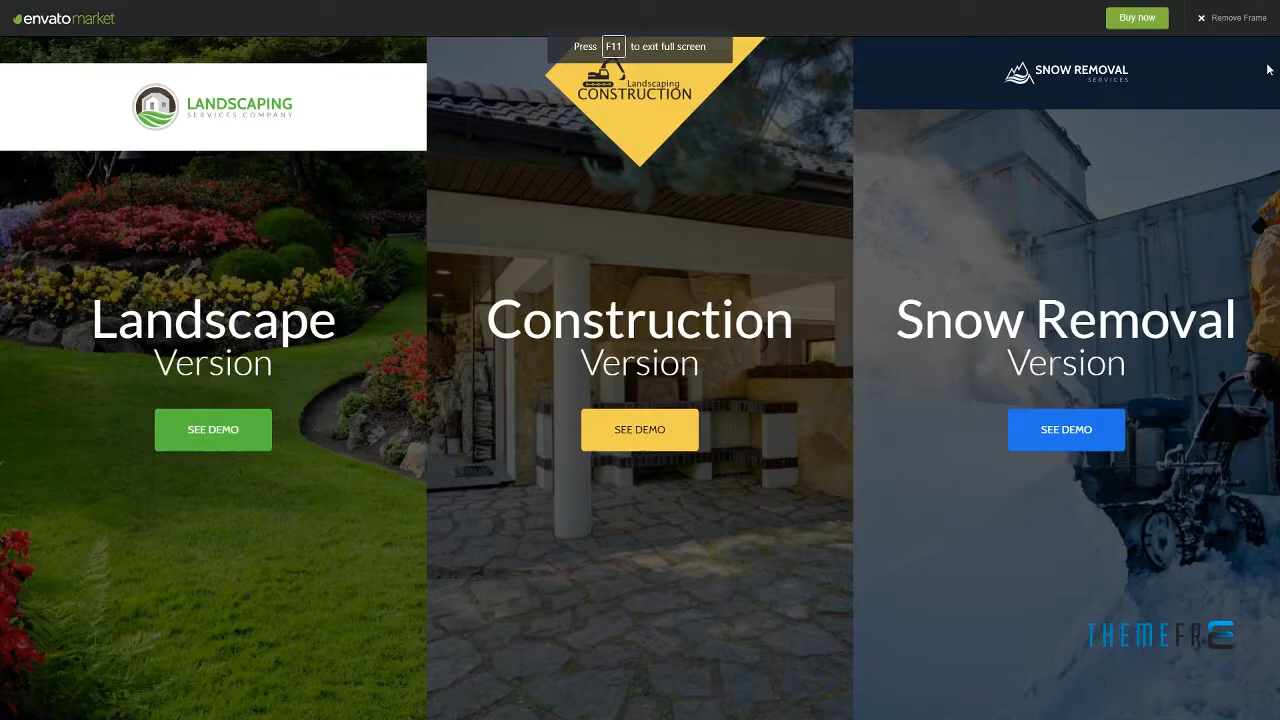 envatomarket
Buy now
Remove Frame
Press F11 to exit full screen
LANDSCAPING
SERVICES COMPANY
Landscaping
CONSTRUCTION
SNOW REMOVAL
SERVICES
Landscape
Version
SEE DEMO
Construction
Version
SEE DEMO
Snow Removal
Version
SEE DEMO
THEMEFRE